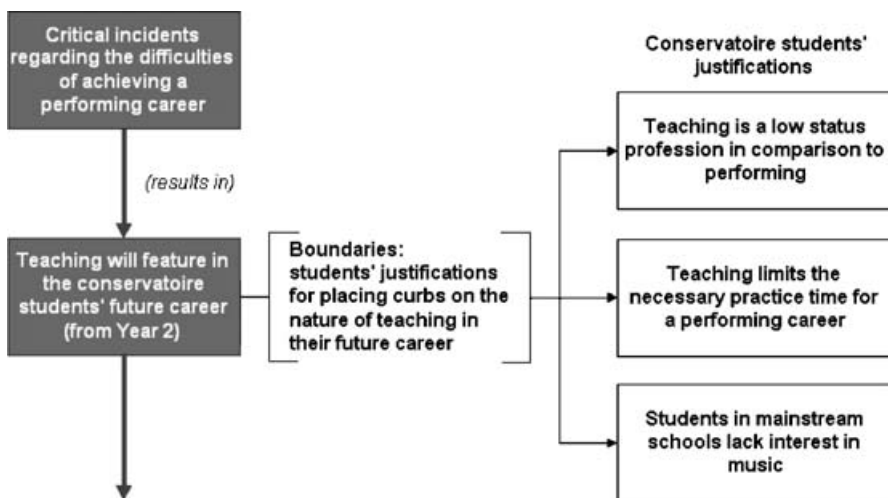 Critical incidents
regarding the difficulties
of achieving a
performing career
(results in)
Teaching will feature in
the conservatoire
students' future career
(from Year 2)
Boundaries:
students' justifications
for placing curbs on the
nature of teaching in
their future career
Conservatoire students'
justifications
Teaching is a low status
profession in comparison to
performing
Teaching limits the
necessary practice time for
a performing career
Students in mainstream
schools lack interest in
music